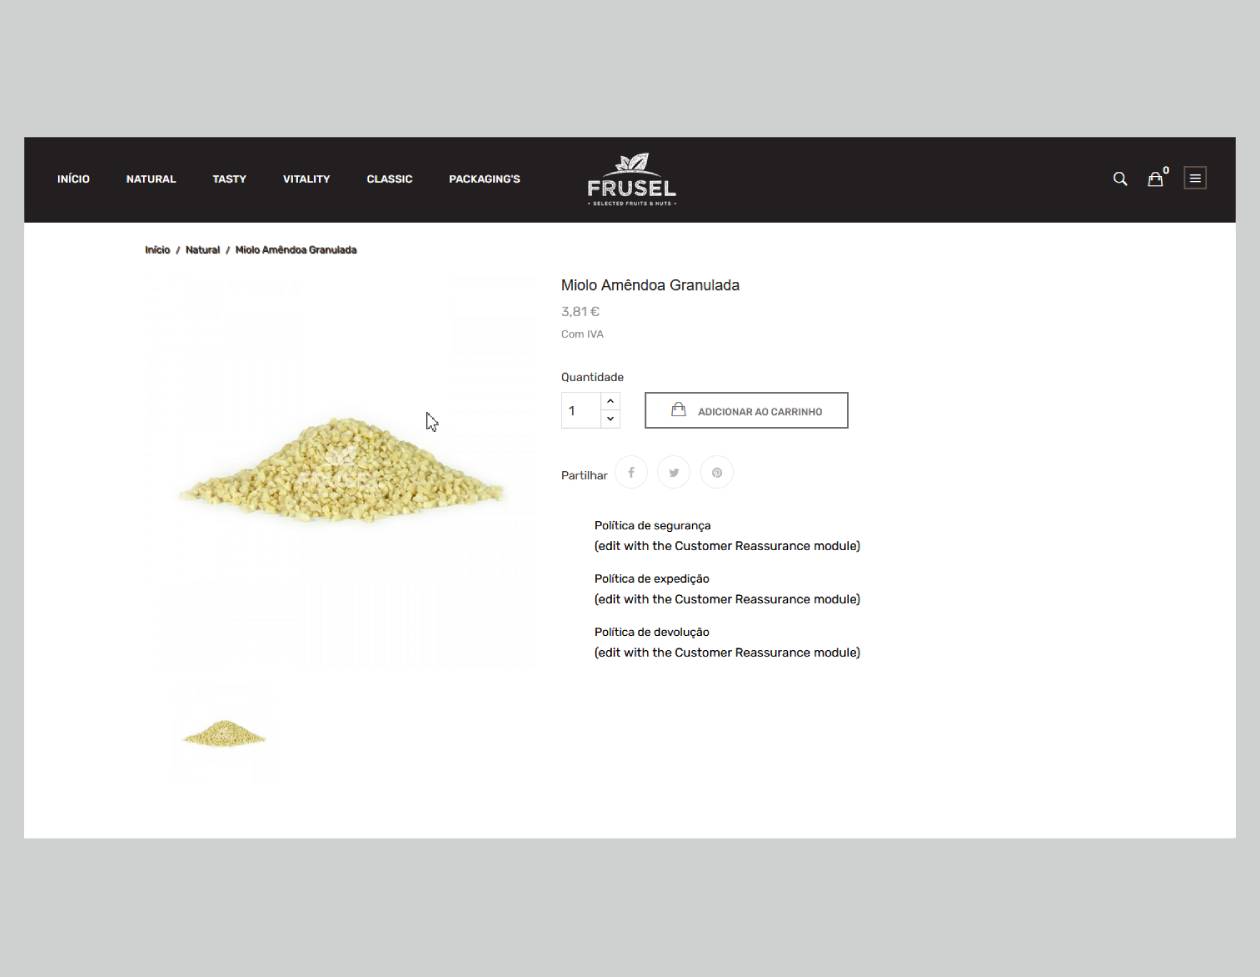 INÍCIO NATURAL TASTY VITALITY CLASSIC PACKAGING'S
FRUSEL
• SELECTED FRUITS & NUTS •
0
Início / Natural / Miolo Amêndoa Granulada
Miolo Amêndoa Granulada
3,81 €
Com IVA
Quantidade
1
ADICIONAR AO CARRINHO
FRUSEL
Partilhar
Política de segurança
(edit with the Customer Reassurance module)
Política de expedição
(edit with the Customer Reassurance module)
Política de devolução
(edit with the Customer Reassurance module)